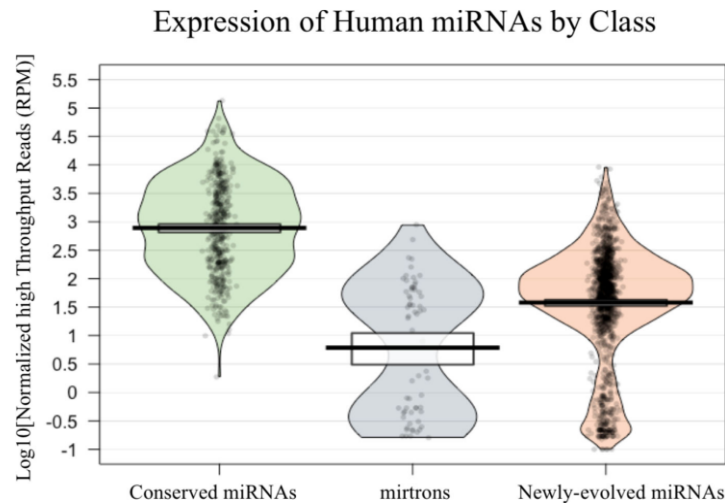 Expression of Human miRNAs by Class
Log10[Normalized high Throughput Reads (RPM)]
5.5
5
4.5
4
3.5
3
2.5
2
1.5
1
0.5
0
-0.5
-1
Conserved miRNAs
mirtrons
Newly-evolved miRNAs